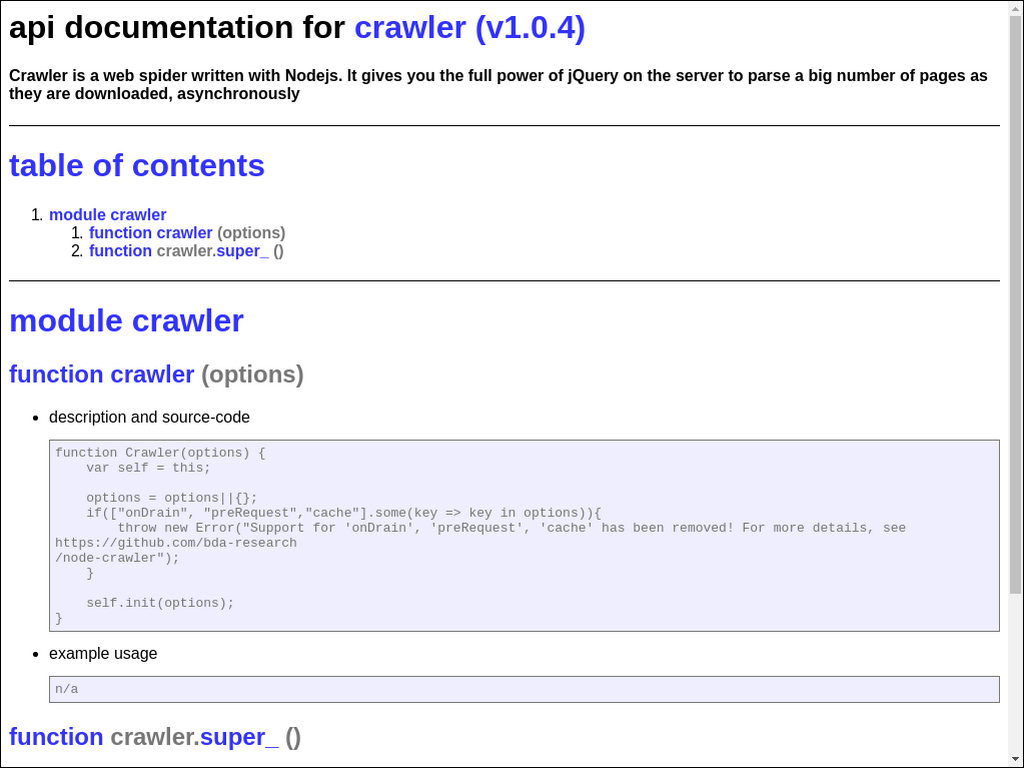 api documentation for crawler (v1.0.4)
Crawler is a web spider written with Nodejs. It gives you the full power of jQuery on the server to parse a big number of pages as
they are downloaded, asynchronously
table of contents
1. module crawler
1. function crawler (options)
2. function crawler.super_ ()
module crawler
function crawler (options)
• description and source-code
function Crawler(options) {
    var self = this;
    options = options||{};
    if(["onDrain", "preRequest","cache"].some(key => key in options)){
        throw new Error("Support for 'onDrain', 'preRequest', 'cache' has been removed! For more details, see
https://github.com/bda-research
/node-crawler");
    }
    self.init(options);
}
• example usage
n/a
function crawler.super_ ()